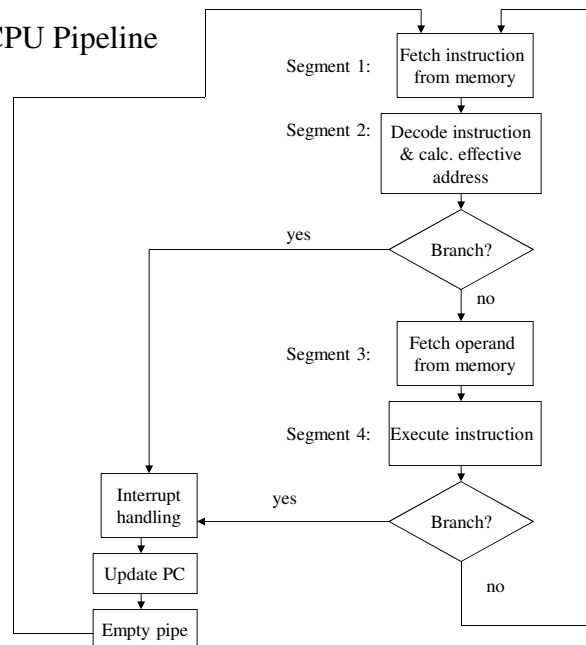 CPU Pipeline
Segment 1:
Fetch instruction
from memory
Segment 2:
Decode instruction
& calc. effective
address
yes
Branch?
no
Segment 3:
Fetch operand
from memory
Segment 4:
Execute instruction
Interrupt
handling
yes
Branch?
Update PC
no
Empty pipe